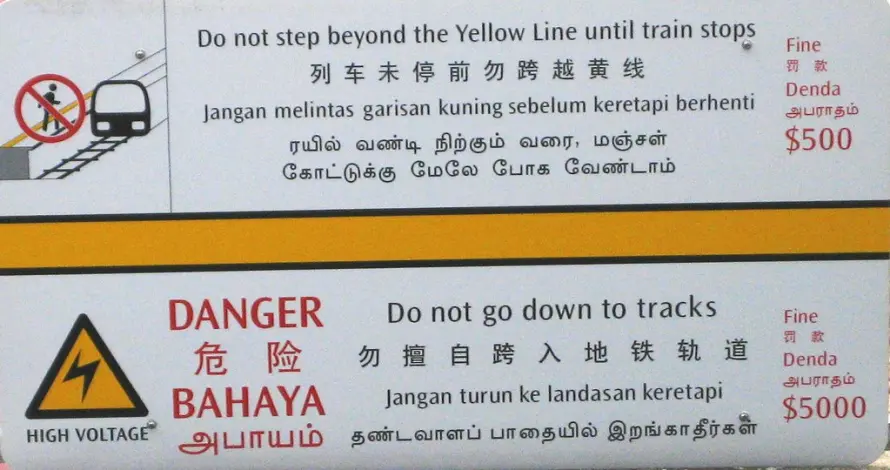 Do not step beyond the Yellow Line until train stops
列车未停前勿跨越黄线
Jangan melintas garisan kuning sebelum keretapi berhenti
ரயில் வண்டி நிற்கும் வரை, மஞ்சள்
கோட்டுக்கு மேலே போக வேண்டாம்
Fine
罚 款
Denda
அபராதம்
$500
HIGH VOLTAGE
DANGER
危 险
BAHAYA
அபாயம்
Do not go down to tracks
勿擅自跨入地铁轨道
Jangan turun ke landasan keretapi
தண்டவாளப் பாதையில் இறங்காதீர்கள்
Fine
罚 款
Denda
அபராதம்
$5000